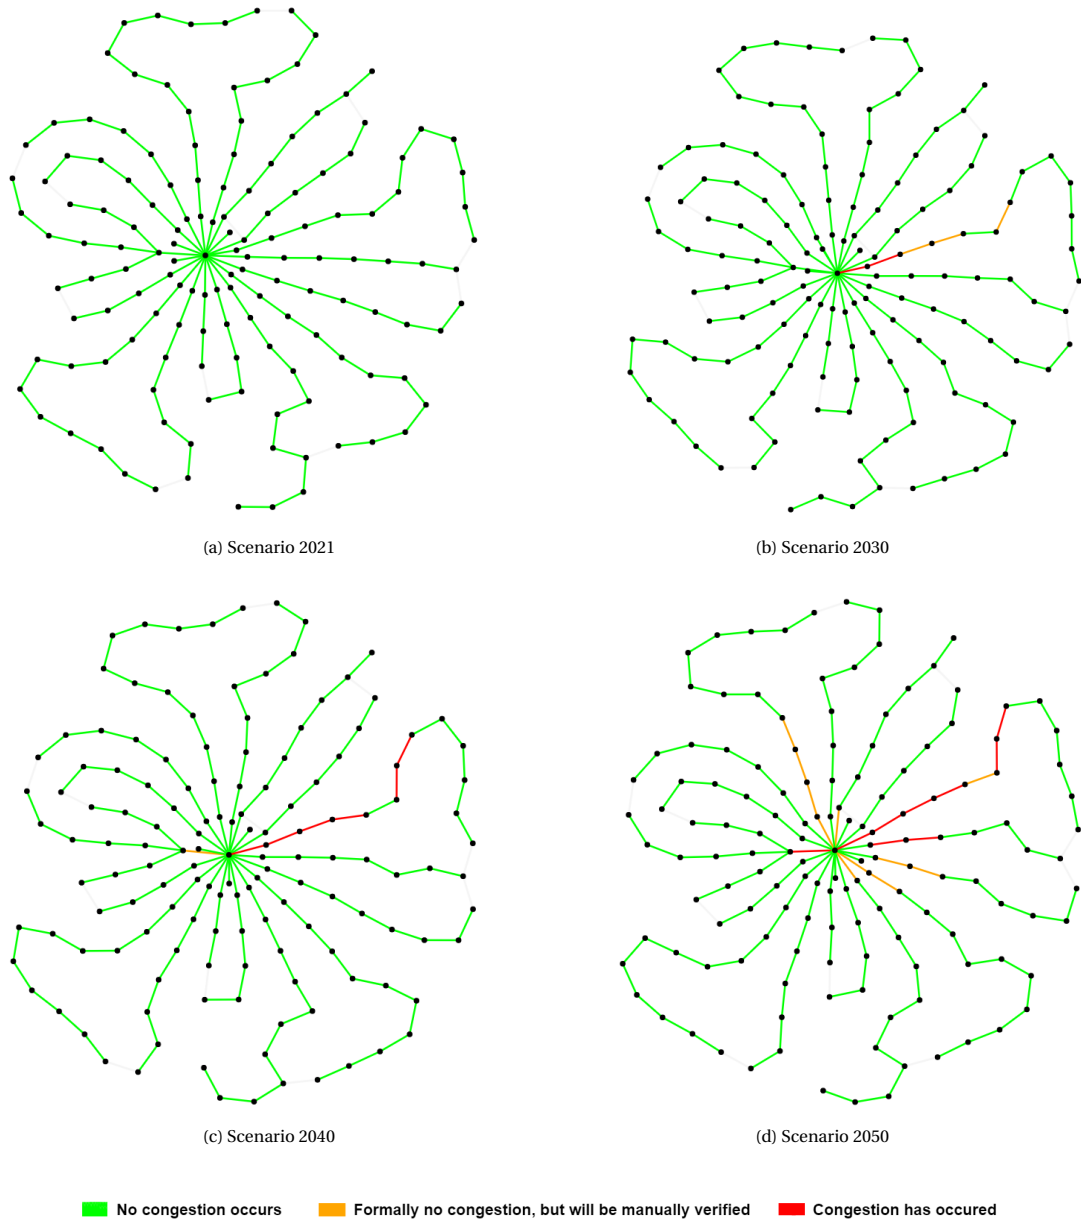 (a) Scenario 2021
(b) Scenario 2030
(c) Scenario 2040
(d) Scenario 2050
No congestion occurs
Formally no congestion, but will be manually verified
Congestion has occured